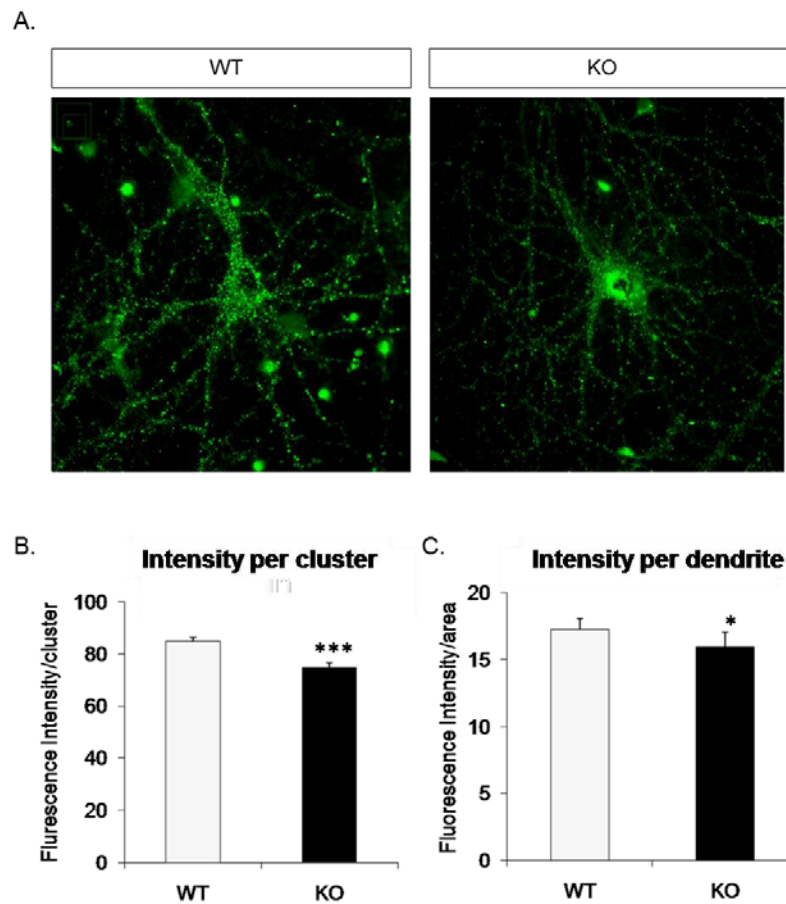 A.
WT KO
B. Intensity per cluster
Flurescence Intensity/cluster
100
80
60
40
20
0
***
WT KO
C. Intensity per dendrite
Fluorescence Intensity/area
20
15
10
5
0
*
WT KO